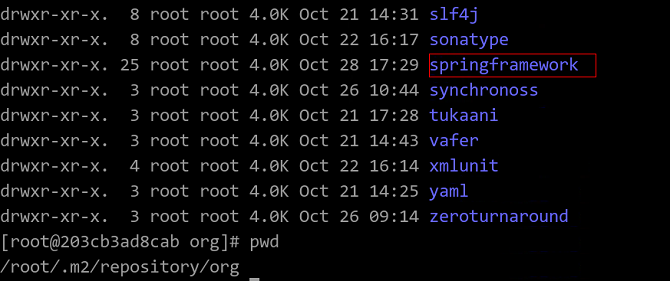 drwxr-xr-x.  8 root root 4.0K Oct 21 14:31 slf4j
drwxr-xr-x.  8 root root 4.0K Oct 22 16:17 sonatype
drwxr-xr-x. 25 root root 4.0K Oct 28 17:29 springframework
drwxr-xr-x.  3 root root 4.0K Oct 26 10:44 synchronoss
drwxr-xr-x.  3 root root 4.0K Oct 21 17:28 tukaani
drwxr-xr-x.  3 root root 4.0K Oct 21 14:43 vafer
drwxr-xr-x.  4 root root 4.0K Oct 22 16:14 xmlunit
drwxr-xr-x.  3 root root 4.0K Oct 21 14:25 yaml
drwxr-xr-x.  3 root root 4.0K Oct 26 09:14 zeroturnaround
[root@203cb3ad8cab org]# pwd
/root/.m2/repository/org